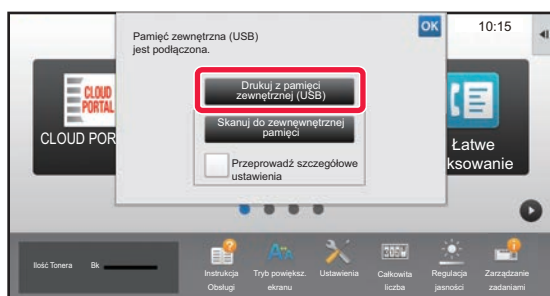 Pamięć zewnętrzna (USB)
jest podłączona.
OK
10:15
Drukuj z pamięci
zewnętrznej (USB)
Skanuj do zewnęwnętrznej
pamięci
Przeprowadź szczegółowe
ustawienia
CLOUD
PORTAL
CLOUD POR
Łatwe
ksowanie
Ilość Tonera Bk
Instrukcja
Obsługi
Tryb powiększ.
ekranu
Ustawienia
Całkowita
liczba
Regulacja
jasności
Zarządzanie
zadaniami